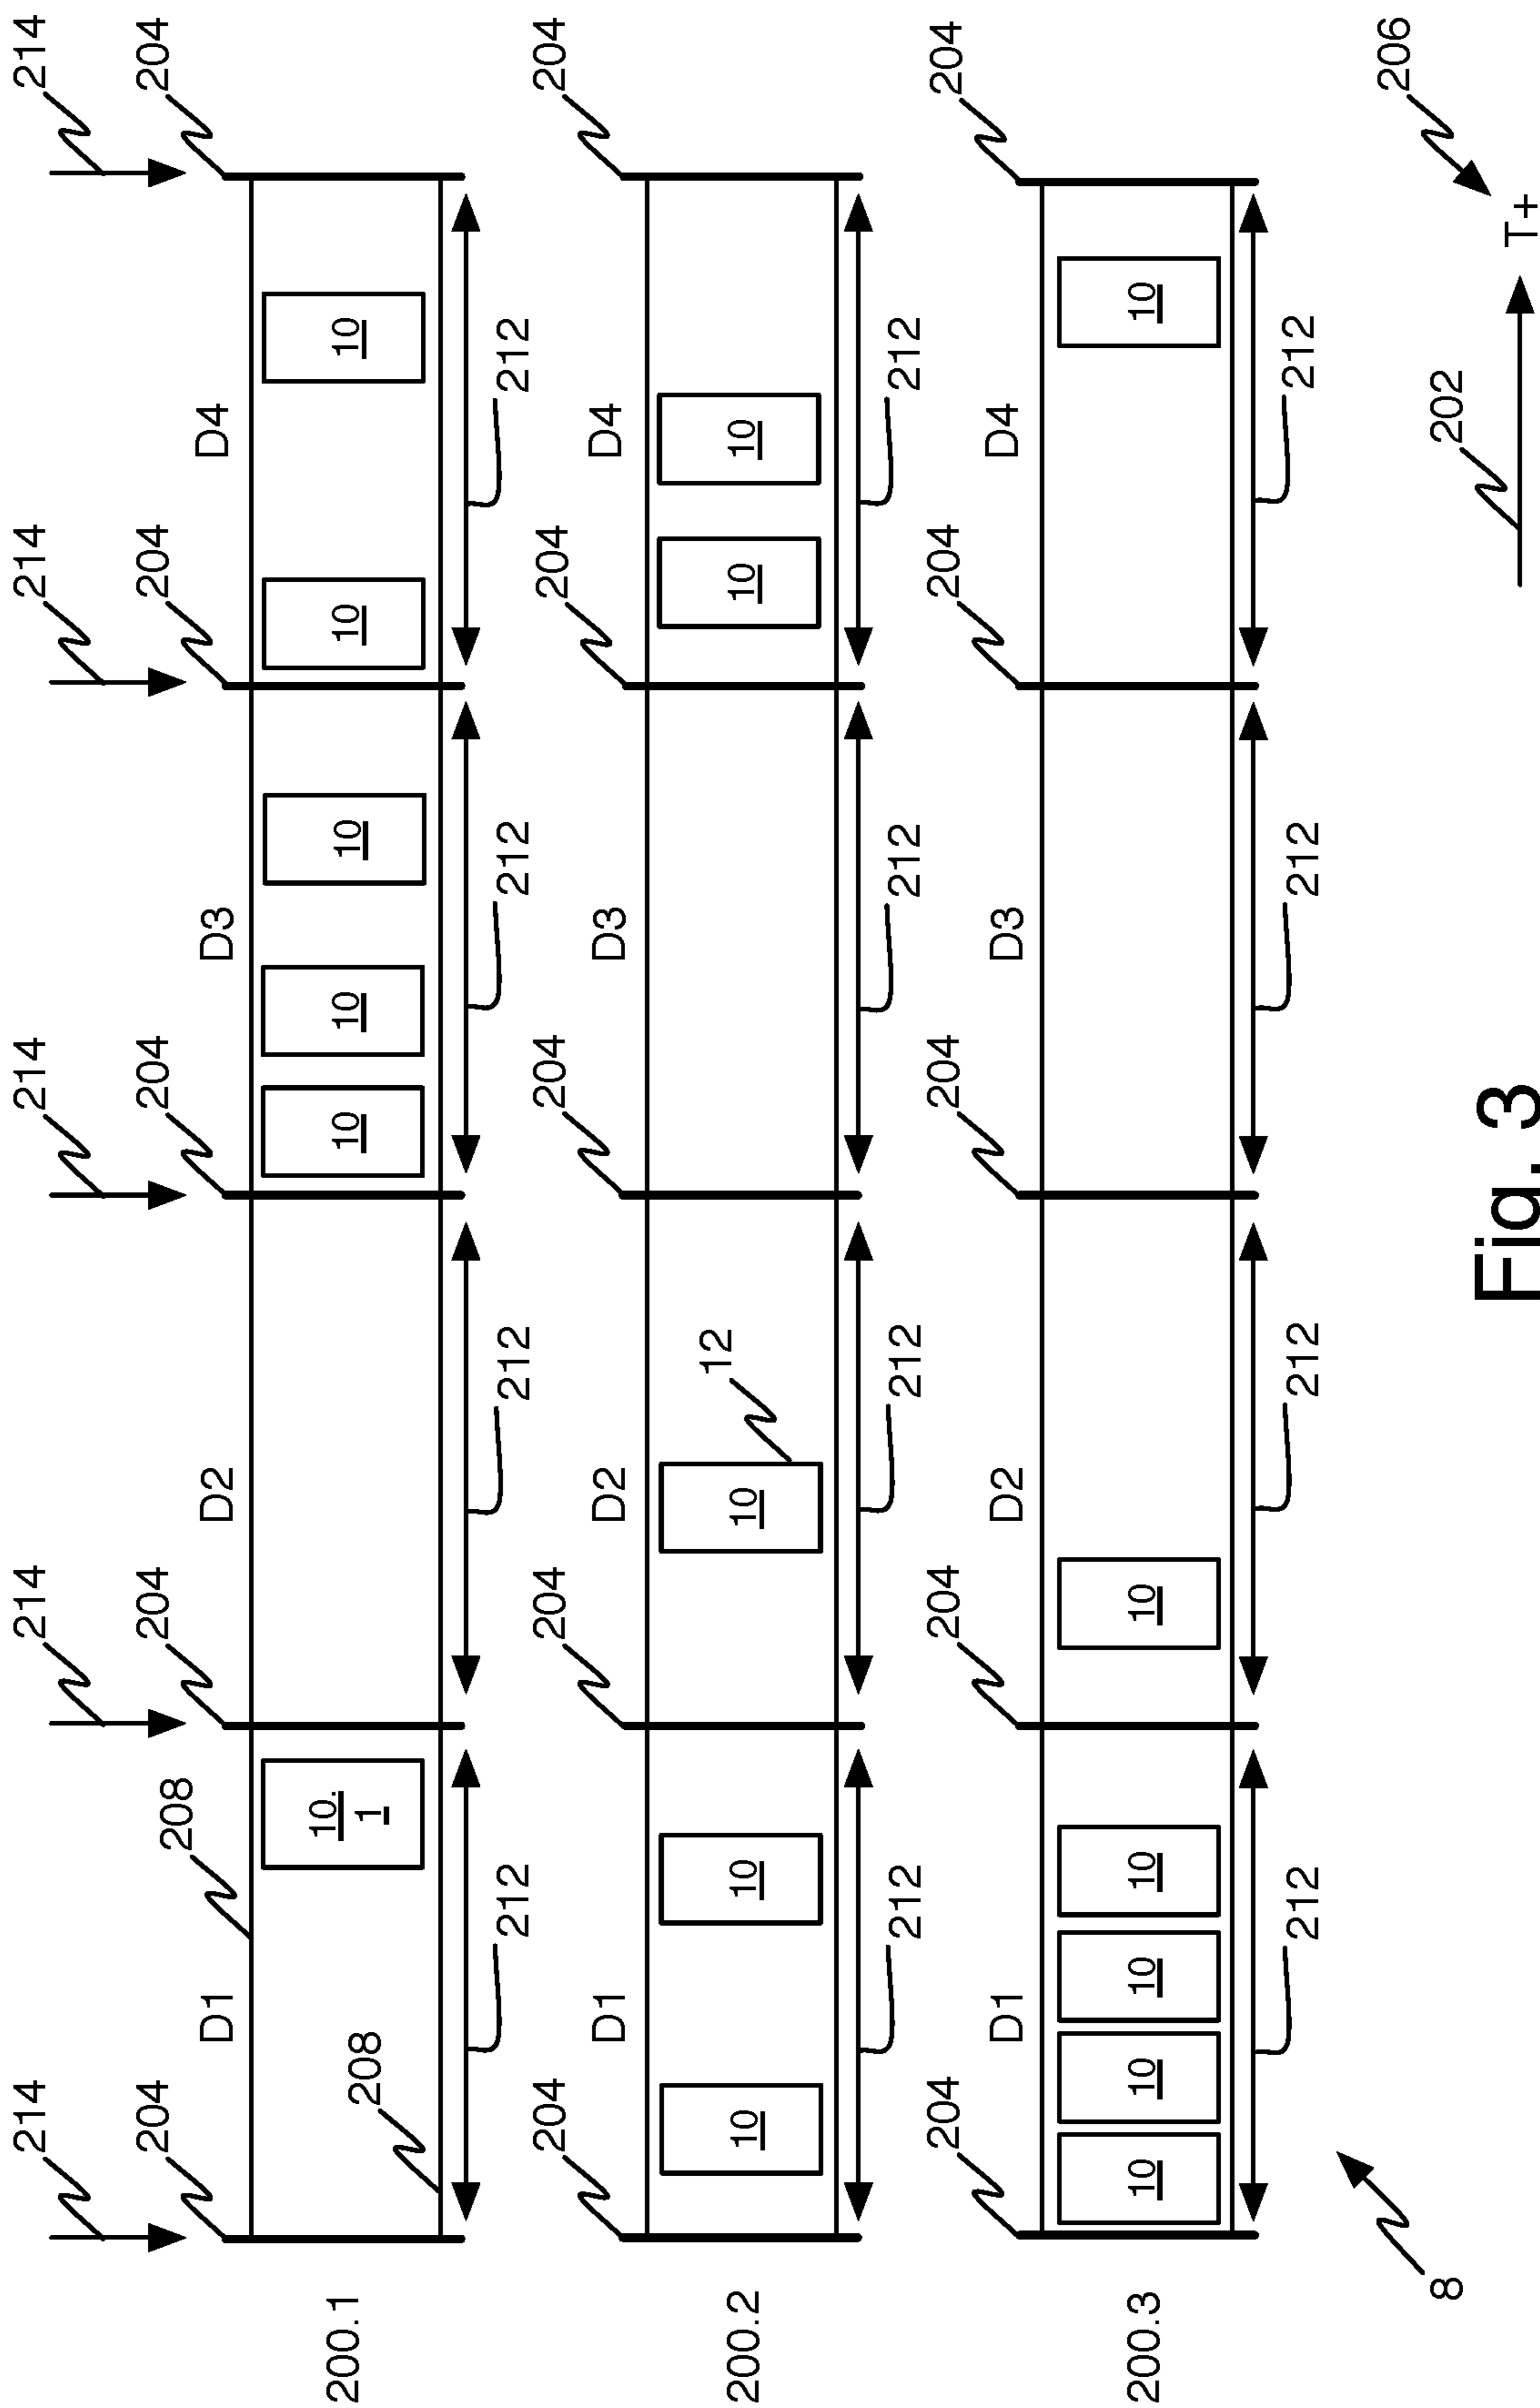 214 214 214 214 214
204 204 204 204 204
208
D1 D2 D3 D4
200.1 10. 10 10 10 10 10
208 1
212 212 212 212
204 204 204 204 204
D1 D2 D3 D4
12
200.2 10 10 10 10 10
212 212 212 212
204 204 204 204 204
D1 D2 D3 D4
200.3 10 10 10 10 10 10
212 212 212 212
206
8 202
T+
Fig. 3